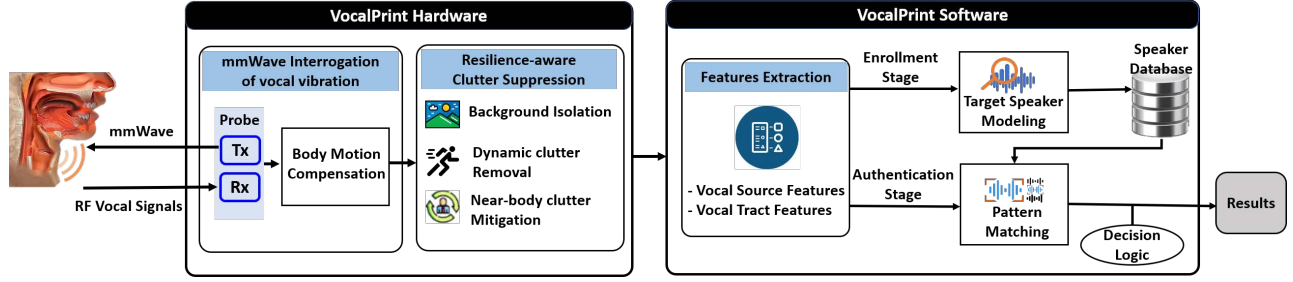 VocalPrint Hardware
VocalPrint Software
mmWave Interrogation
of vocal vibration
Resilience-aware
Clutter Suppression
mmWave
RF Vocal Signals
Probe
Tx
Rx
Body Motion
Compensation
Background Isolation
Dynamic clutter
Removal
Near-body clutter
Mitigation
Features Extraction
- Vocal Source Features
- Vocal Tract Features
Enrollment
Stage
Authentication
Stage
Target Speaker
Modeling
Speaker
Database
Pattern
Matching
Decision
Logic
Results